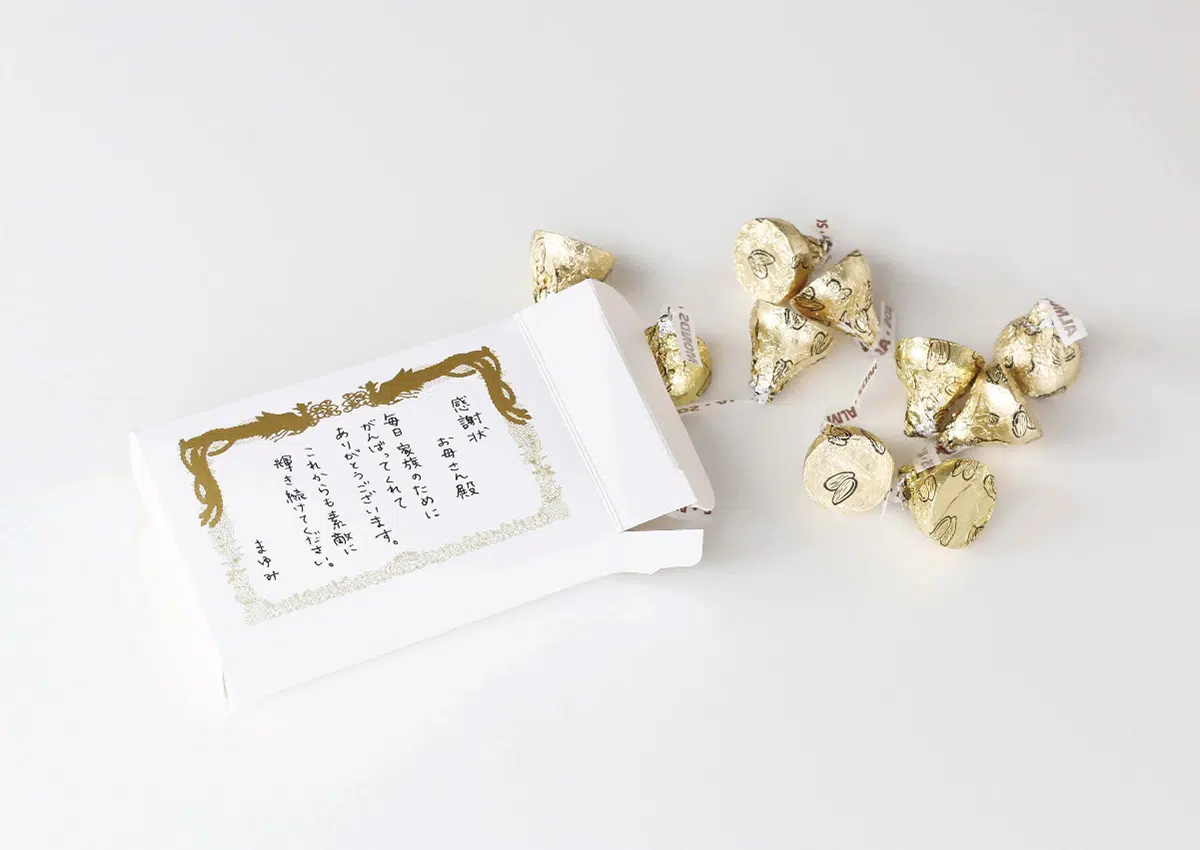 感謝状
お母さん殿
毎日家族のために
がんばってくれて
ありがとうございます。
これからも素敵に
輝き続けてください。
まゆみ